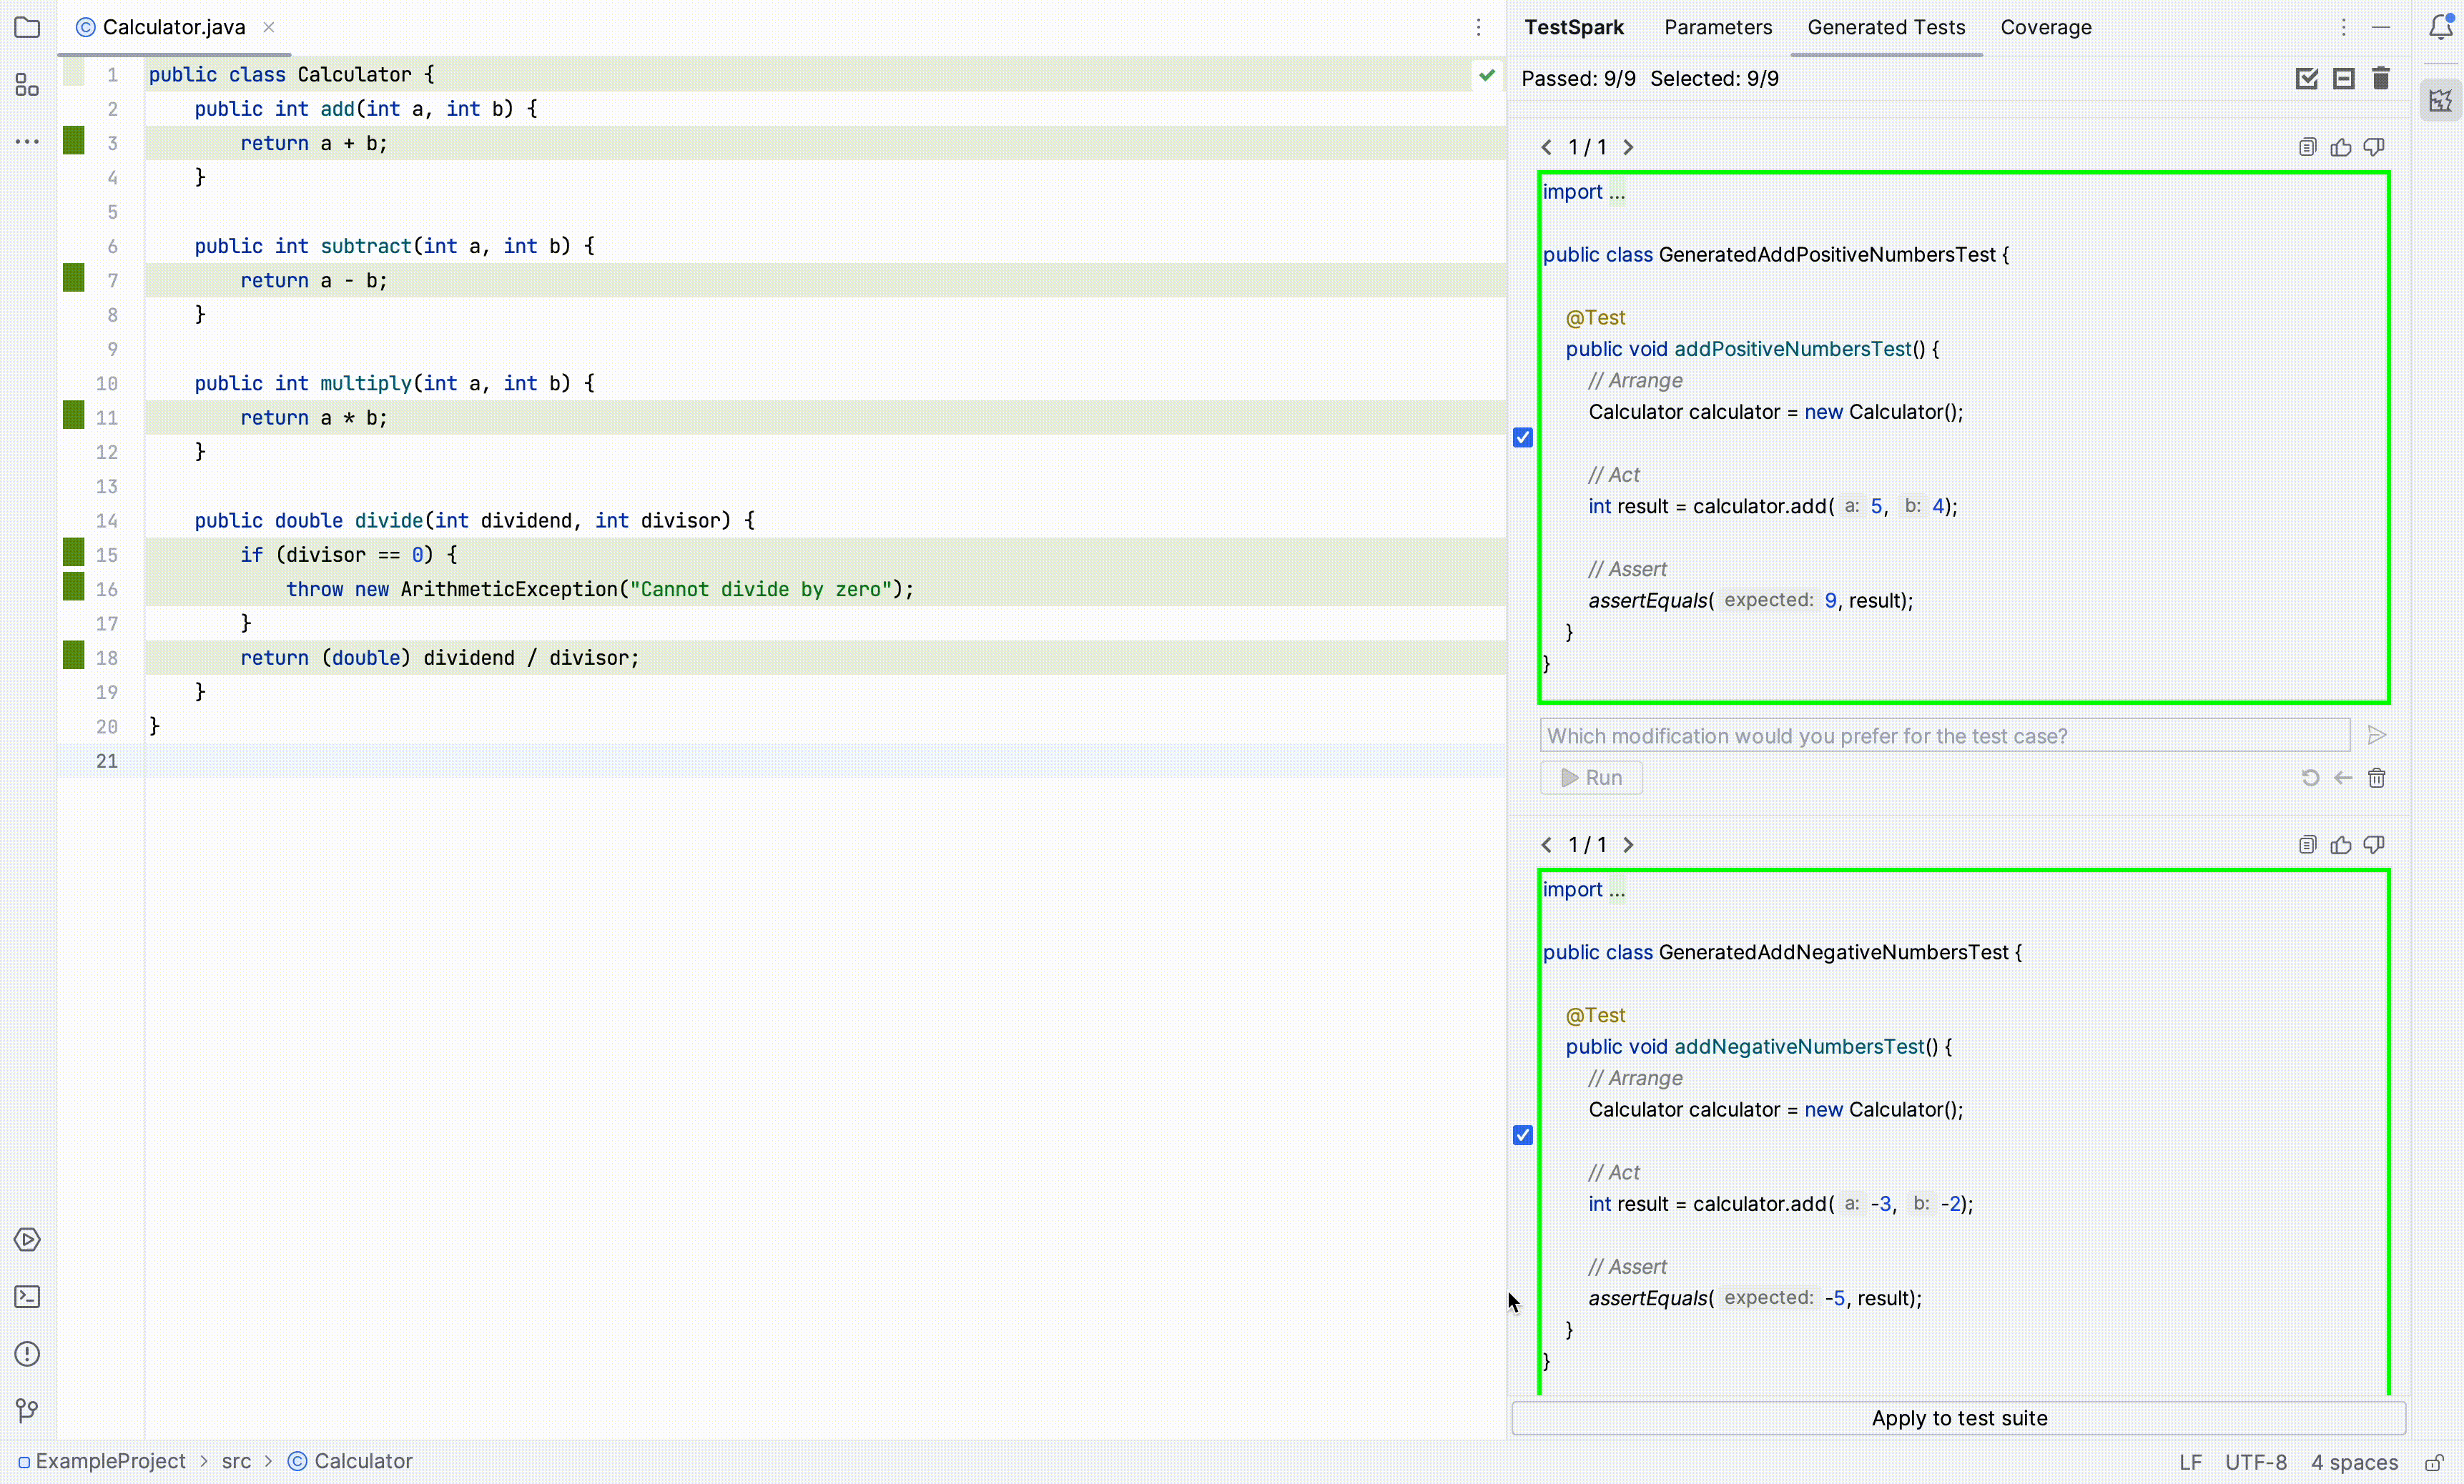 Calculator.java
1 public class Calculator {
2     public int add(int a, int b) {
3         return a + b;
4     }
5
6     public int subtract(int a, int b) {
7         return a - b;
8     }
9
10     public int multiply(int a, int b) {
11         return a * b;
12     }
13
14     public double divide(int dividend, int divisor) {
15         if (divisor == 0) {
16             throw new ArithmeticException("Cannot divide by zero");
17         }
18         return (double) dividend / divisor;
19     }
20 }
21
TestSpark Parameters Generated Tests Coverage
Passed: 9/9 Selected: 9/9
1 / 1
import ...
public class GeneratedAddPositiveNumbersTest {
@Test
public void addPositiveNumbersTest() {
// Arrange
Calculator calculator = new Calculator();
// Act
int result = calculator.add( a: 5, b: 4);
// Assert
assertEquals( expected: 9, result);
}
}
Which modification would you prefer for the test case?
Run
1 / 1
import ...
public class GeneratedAddNegativeNumbersTest {
@Test
public void addNegativeNumbersTest() {
// Arrange
Calculator calculator = new Calculator();
// Act
int result = calculator.add( a: -3, b: -2);
// Assert
assertEquals( expected: -5, result);
}
}
Apply to test suite
ExampleProject > src > Calculator
LF UTF-8 4 spaces